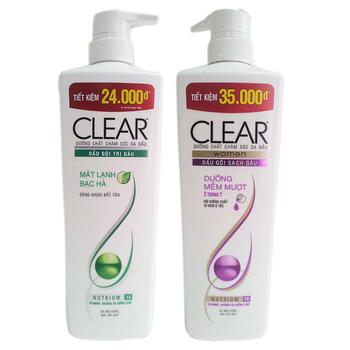 TIẾT KIỆM 24.000đ
CLEAR
DƯỠNG CHẤT CHĂM SÓC DA ĐẦU
DẦU GỘI TRỊ GÀU
MÁT LẠNH
BẠC HÀ
SẢNG KHOÁI BẤT TẬN
NUTRIUM 10
TIẾT KIỆM 35.000đ
CLEAR
women
DƯỠNG CHẤT CHĂM SÓC DA ĐẦU
DẦU GỘI SẠCH GÀU
DƯỠNG
MỀM MƯỢT
2 TRONG 1
NUTRIUM 10